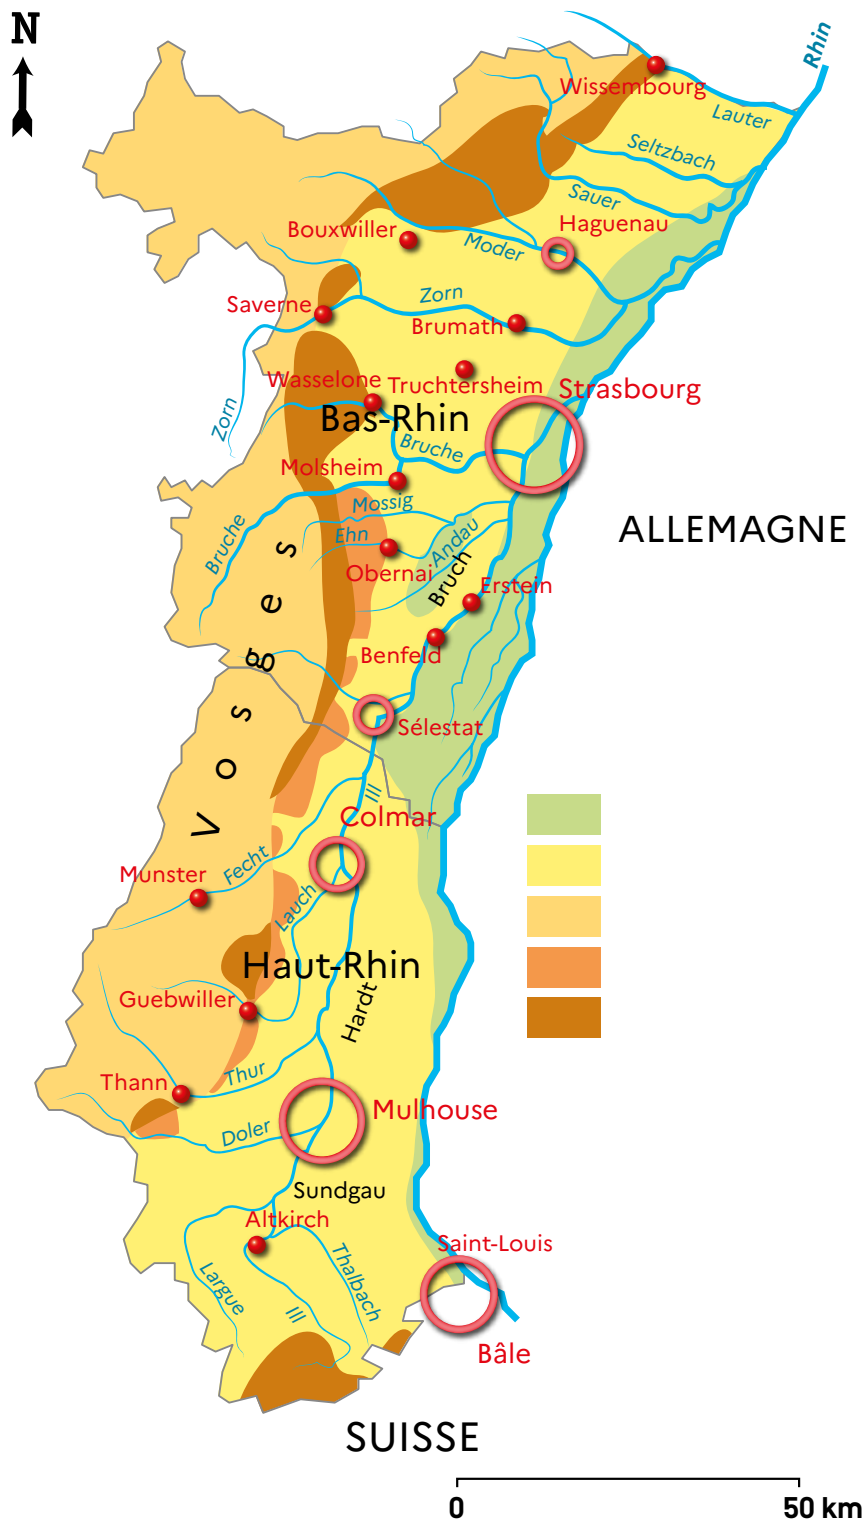 N
Rhin
Wissembourg
Lauter
Seltzbach
Sauer
Haguenau
Bouxwiller
Moder
Zorn
Saverne
Brumath
Wasselone
Truchtersheim
Strasbourg
Zorn
Bas-Rhin
Bruche
Molsheim
Mossig
ALLEMAGNE
Bruche
Ehn
Andau
Obernai
Bruch
Erstein
Benfeld
Vosges
Sélestat
Ill
Colmar
Fecht
Munster
Lauch
Haut-Rhin
Guebwiller
Hardt
Thann
Thur
Mulhouse
Doler
Sundgau
Altkirch
Saint-Louis
Largue
Ill
Thalbach
Bâle
SUISSE
0 50 km